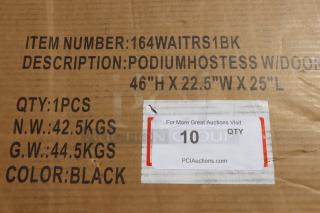 ITEM NUMBER:164WAITRS1BK
DESCRIPTION:PODIUMHOSTESS W/DOOR
46"H X 22.5"W X 25"L
QTY:1PCS
N.W.:42.5KGS
G.W.:44.5KGS
COLOR:BLACK
For More Great Auctions Visit
10 QTY
PCIAuctions.com